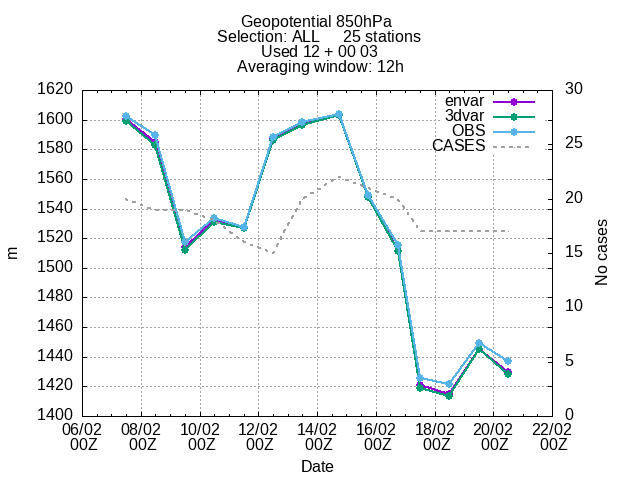 Geopotential 850hPa
Selection: ALL 25 stations
Used 12 + 00 03
Averaging window: 12h
envar
3dvar
OBS
CASES
1620
1600
1580
1560
1540
1520
1500
1480
1460
1440
1420
1400
m
30
25
20
15
10
5
0
No cases
06/02 08/02 10/02 12/02 14/02 16/02 18/02 20/02 22/02
00Z 00Z 00Z 00Z 00Z 00Z 00Z 00Z 00Z
Date